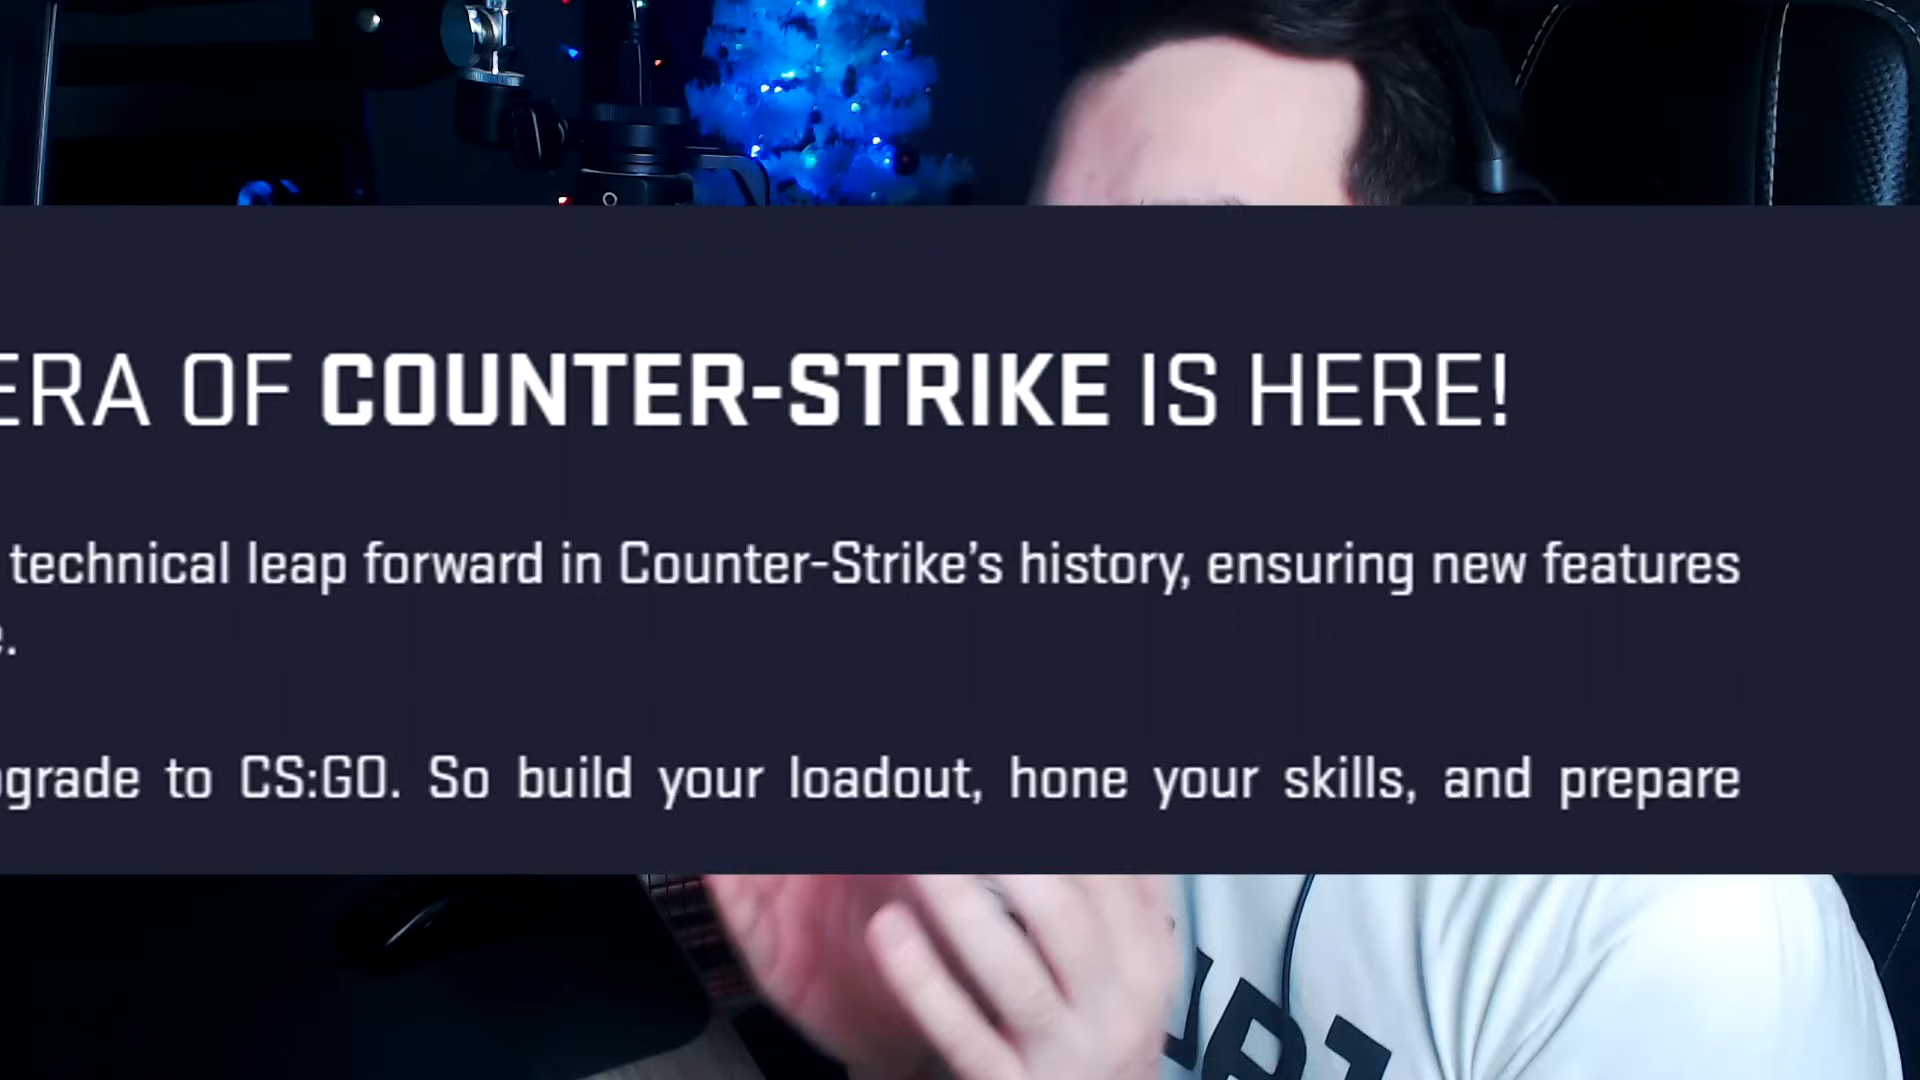 ERA OF COUNTER-STRIKE IS HERE!
technical leap forward in Counter-Strike's history, ensuring new features
e.
pgrade to CS:GO. So build your loadout, hone your skills, and prepare